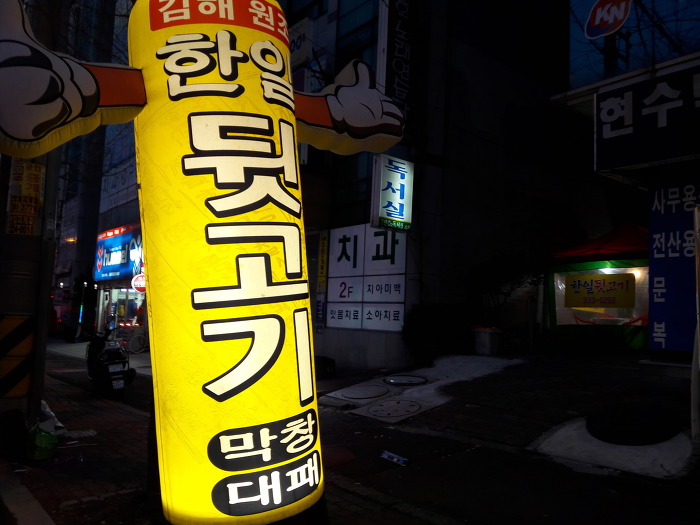 김해 원조
한일
뒷고기
막창
대패
독서실
치과
2F
치아미백
잇몸치료
소아치료
KN
현수막
사무용
전산용
문
복
한일뒷고기